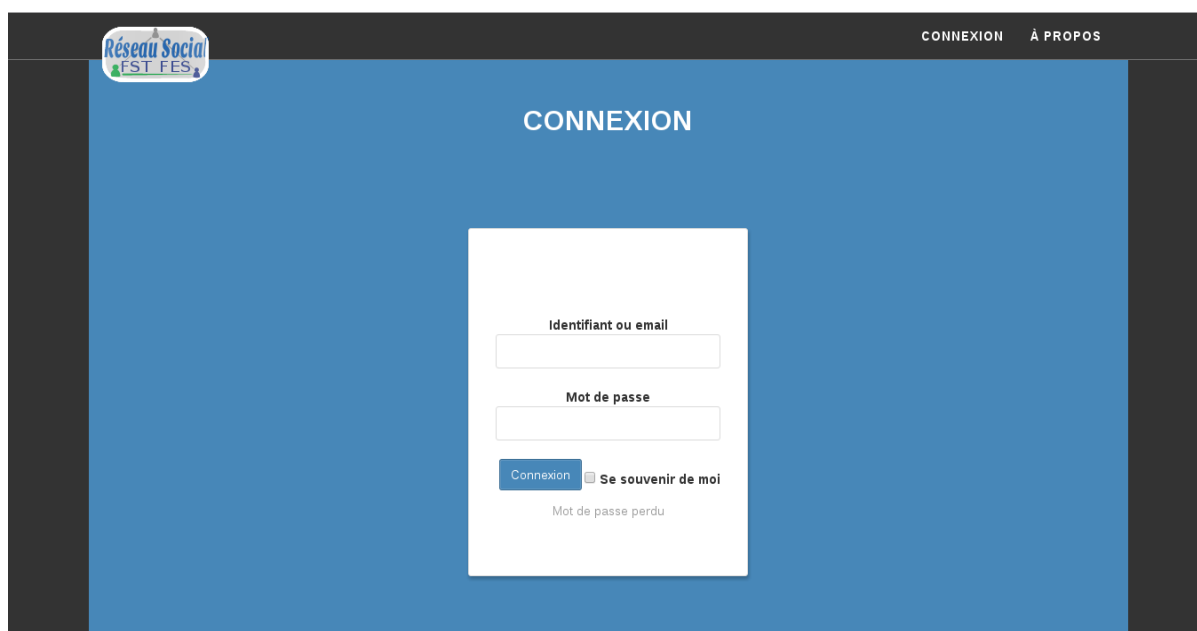 Réseau Social
FST FES
CONNEXION À PROPOS
CONNEXION
Identifiant ou email
Mot de passe
Connexion Se souvenir de moi
Mot de passe perdu